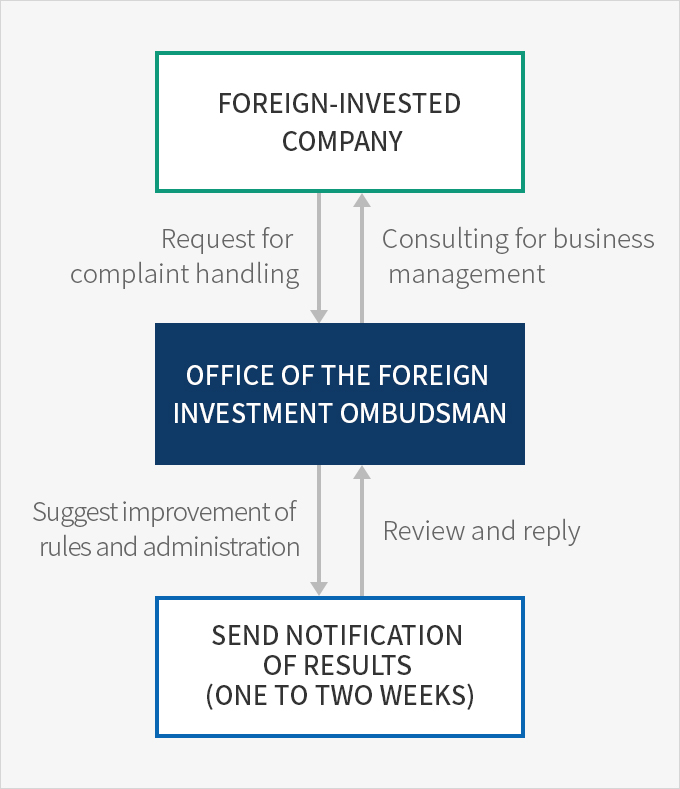 FOREIGN-INVESTED
COMPANY
Request for
complaint handling
Consulting for business
management
OFFICE OF THE FOREIGN
INVESTMENT OMBUDSMAN
Suggest improvement of
rules and administration
Review and reply
SEND NOTIFICATION
OF RESULTS
(ONE TO TWO WEEKS)